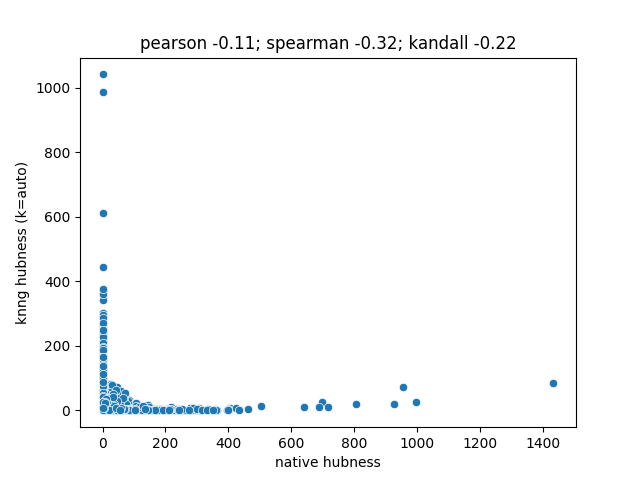 pearson -0.11; spearman -0.32; kandall -0.22
1000
800
600
400
200
0
knng hubness (k=auto)
0 200 400 600 800 1000 1200 1400
native hubness